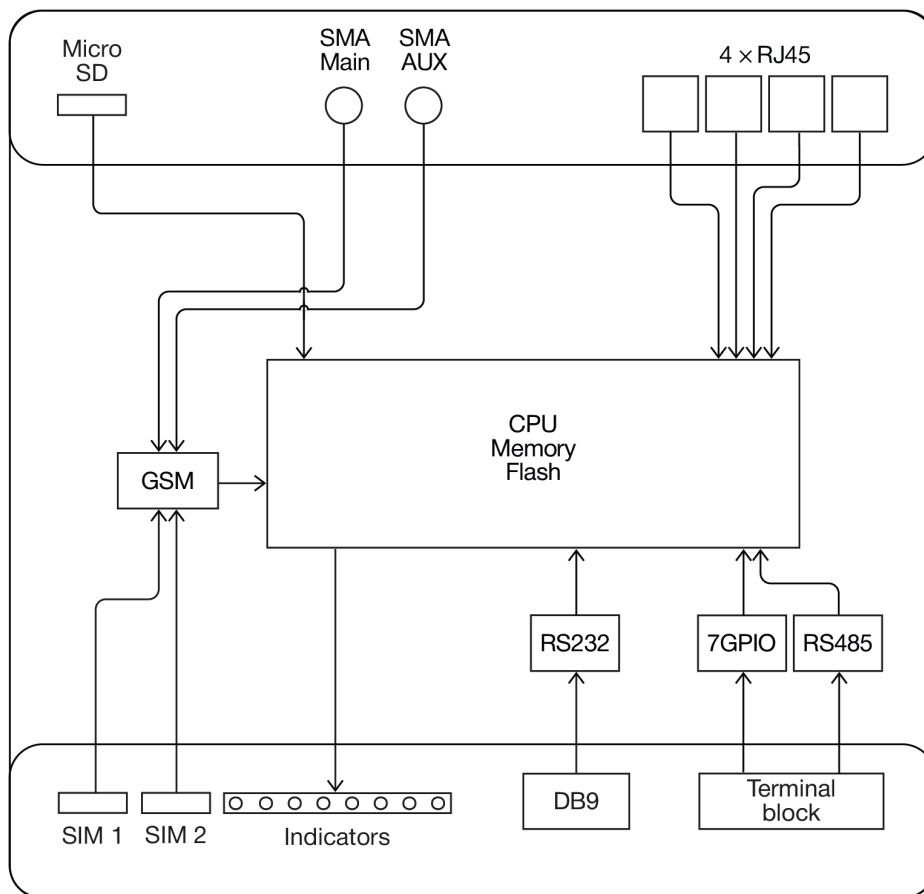 Micro
SD
SMA
Main
SMA
AUX
4 × RJ45
CPU
Memory
Flash
GSM
RS232
7GPIO
RS485
SIM 1
SIM 2
Indicators
DB9
Terminal
block